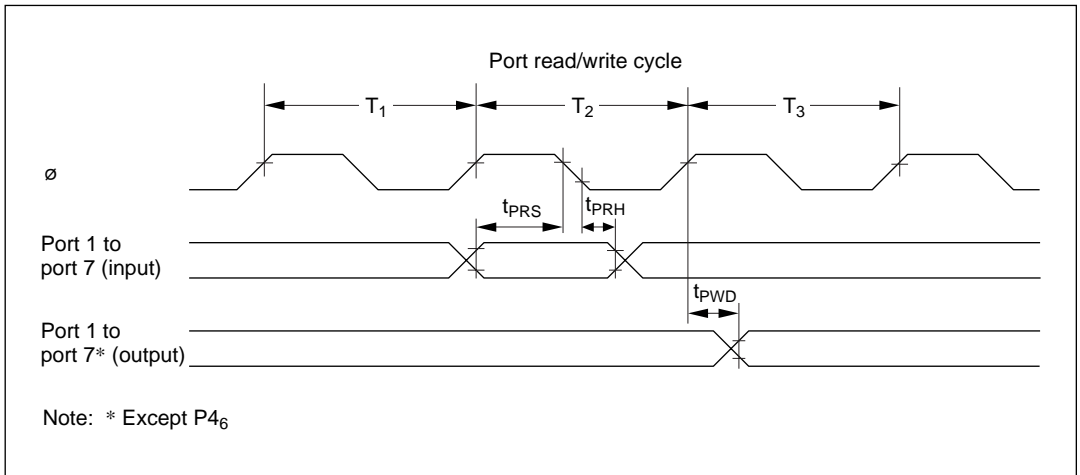 Port read/write cycle
T1 T2 T3
ø
tPRS tPRH
Port 1 to
port 7 (input)
tPWD
Port 1 to
port 7* (output)
Note: * Except P46